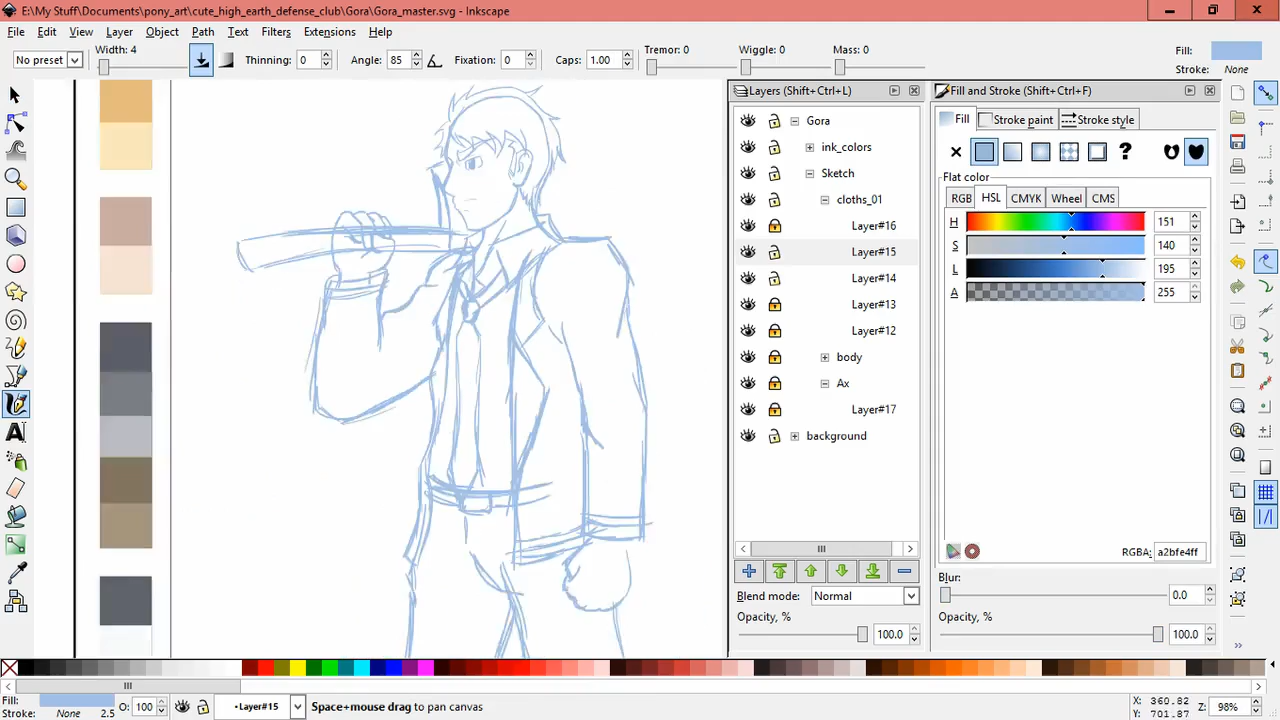 E:\My Stuff\Documents\pony_art\cute_high_earth_defense_club\Gora\Gora_master.svg - Inkscape
File Edit View Layer Object Path Text Filters Extensions Help
No preset Width: 4 Thinning: 0 Angle: 85 Fixation: 0 Caps: 1.00 Tremor: 0 Wiggle: 0 Mass: 0 Fill:
Stroke: None
Layers (Shift+Ctrl+L)
Gora
ink_colors
Sketch
cloths_01
Layer#16
Layer#15
Layer#14
Layer#13
Layer#12
body
Ax
Layer#17
background
Blend mode: Normal
Opacity, %
100.0
Fill and Stroke (Shift+Ctrl+F)
Fill Stroke paint Stroke style
?
Flat color
RGB HSL CMYK Wheel CMS
H 151
S 140
L 195
A 255
RGBA: a2bfe4ff
Blur:
0.0
Opacity, %
100.0
Fill:
Stroke: None 2.5
O: 100
•Layer#15
Space+mouse drag to pan canvas
X: 360.82
Y: 701.87
Z: 98%